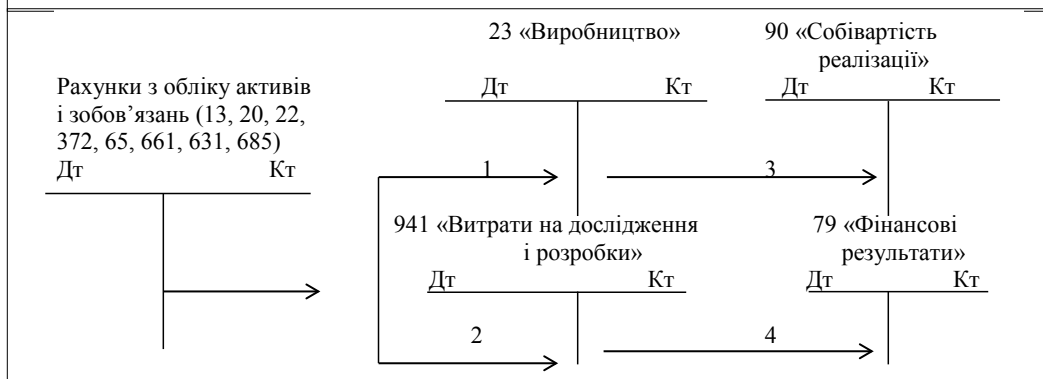 23 «Виробництво»
90 «Собівартість
реалізації»
Дт Кт
Дт Кт
Рахунки з обліку активів
і зобов’язань (13, 20, 22,
372, 65, 661, 631, 685)
Дт Кт
1
3
941 «Витрати на дослідження
і розробки»
79 «Фінансові
результати»
Дт Кт
Дт Кт
2
4